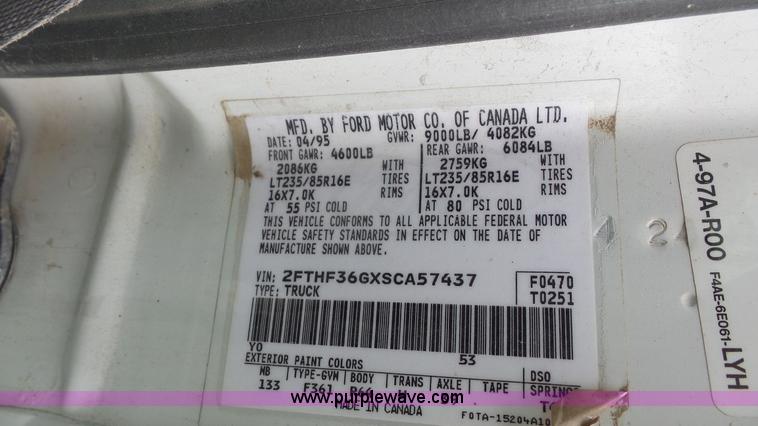 MFD. BY FORD MOTOR CO. OF CANADA LTD.
DATE: 04/95 GVWR: 9000LB/ 4082KG
FRONT GAWR: 4600LB REAR GAWR: 6084LB
2086KG WITH 2759KG WITH
LT235/85R16E TIRES LT235/85R16E TIRES
16X7.0K RIMS 16X7.0K RIMS
AT 55 PSI COLD AT 80 PSI COLD
THIS VEHICLE CONFORMS TO ALL APPLICABLE FEDERAL MOTOR
VEHICLE SAFETY STANDARDS IN EFFECT ON THE DATE OF
MANUFACTURE SHOWN ABOVE.
VIN: 2FTHF36GXSCA57437 F0470
TYPE: TRUCK T0251
YO 53
EXTERIOR PAINT COLORS DSO
WB TYPE-GVM BODY TRANS AXLE TAPE SPRINGS
133 F361
MADE IN CANADA F0TA-15204A10
www.purplewave.com
4-97A-R00
F4AE-6E061-LYH